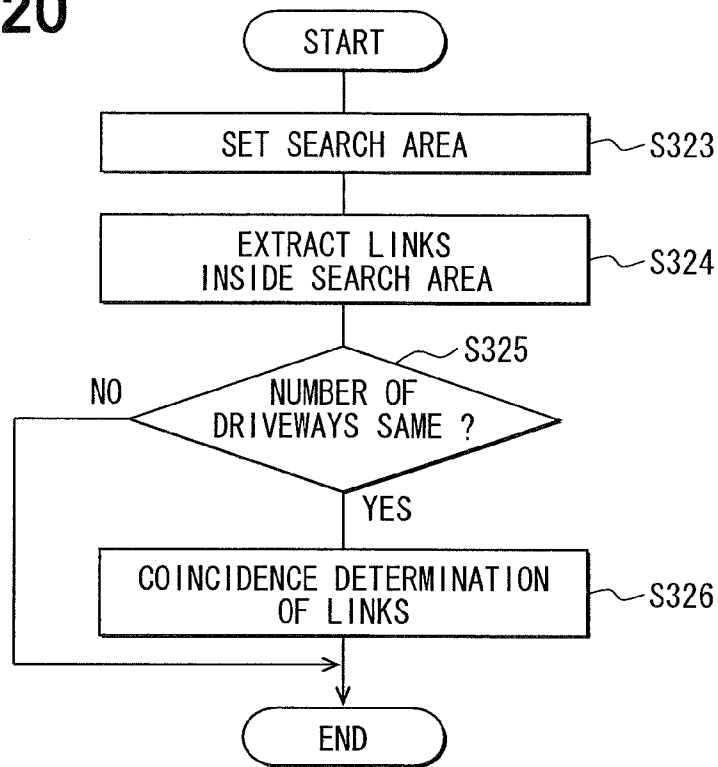 20
START
SET SEARCH AREA
S323
EXTRACT LINKS
INSIDE SEARCH AREA
S324
S325
NO
NUMBER OF
DRIVEWAYS SAME ?
YES
COINCIDENCE DETERMINATION
OF LINKS
S326
END